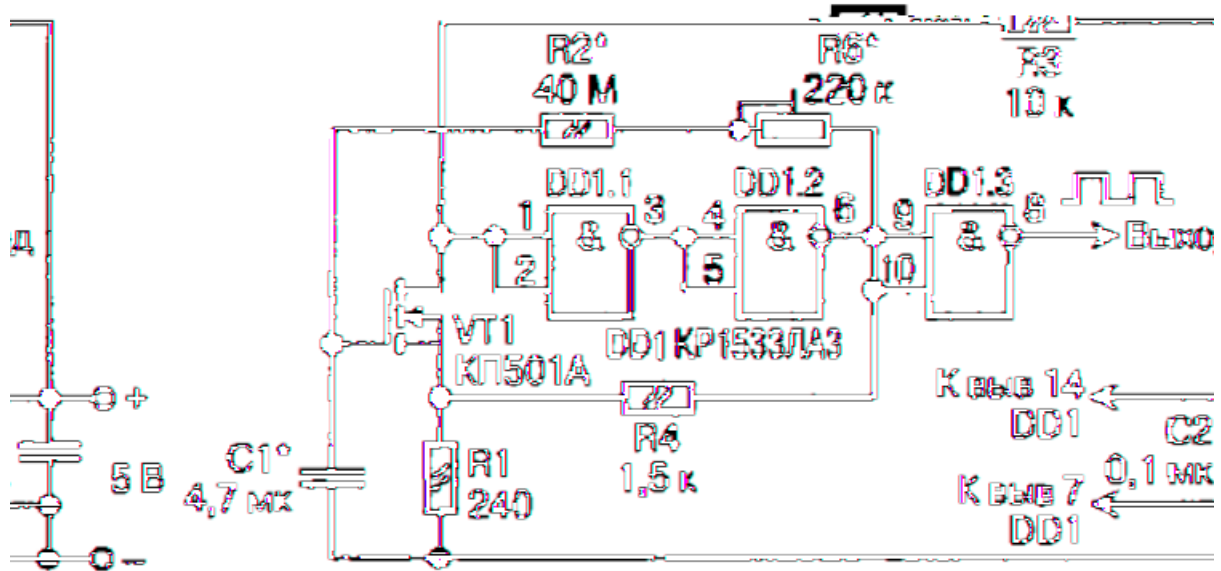 R2*
40 М
R6*
220 к
R3
10 к
DD1.1
DD1.2
DD1.3
1
2
3
&
4
5
&
6
9
10
&
8
VT1
КП501А
DD1 КР1533ЛА3
К выв 14
DD1
+
5 В
–
C1*
4,7 мк
R1
240
R4
1,5 к
C2
0,1 мк
К выв 7
DD1